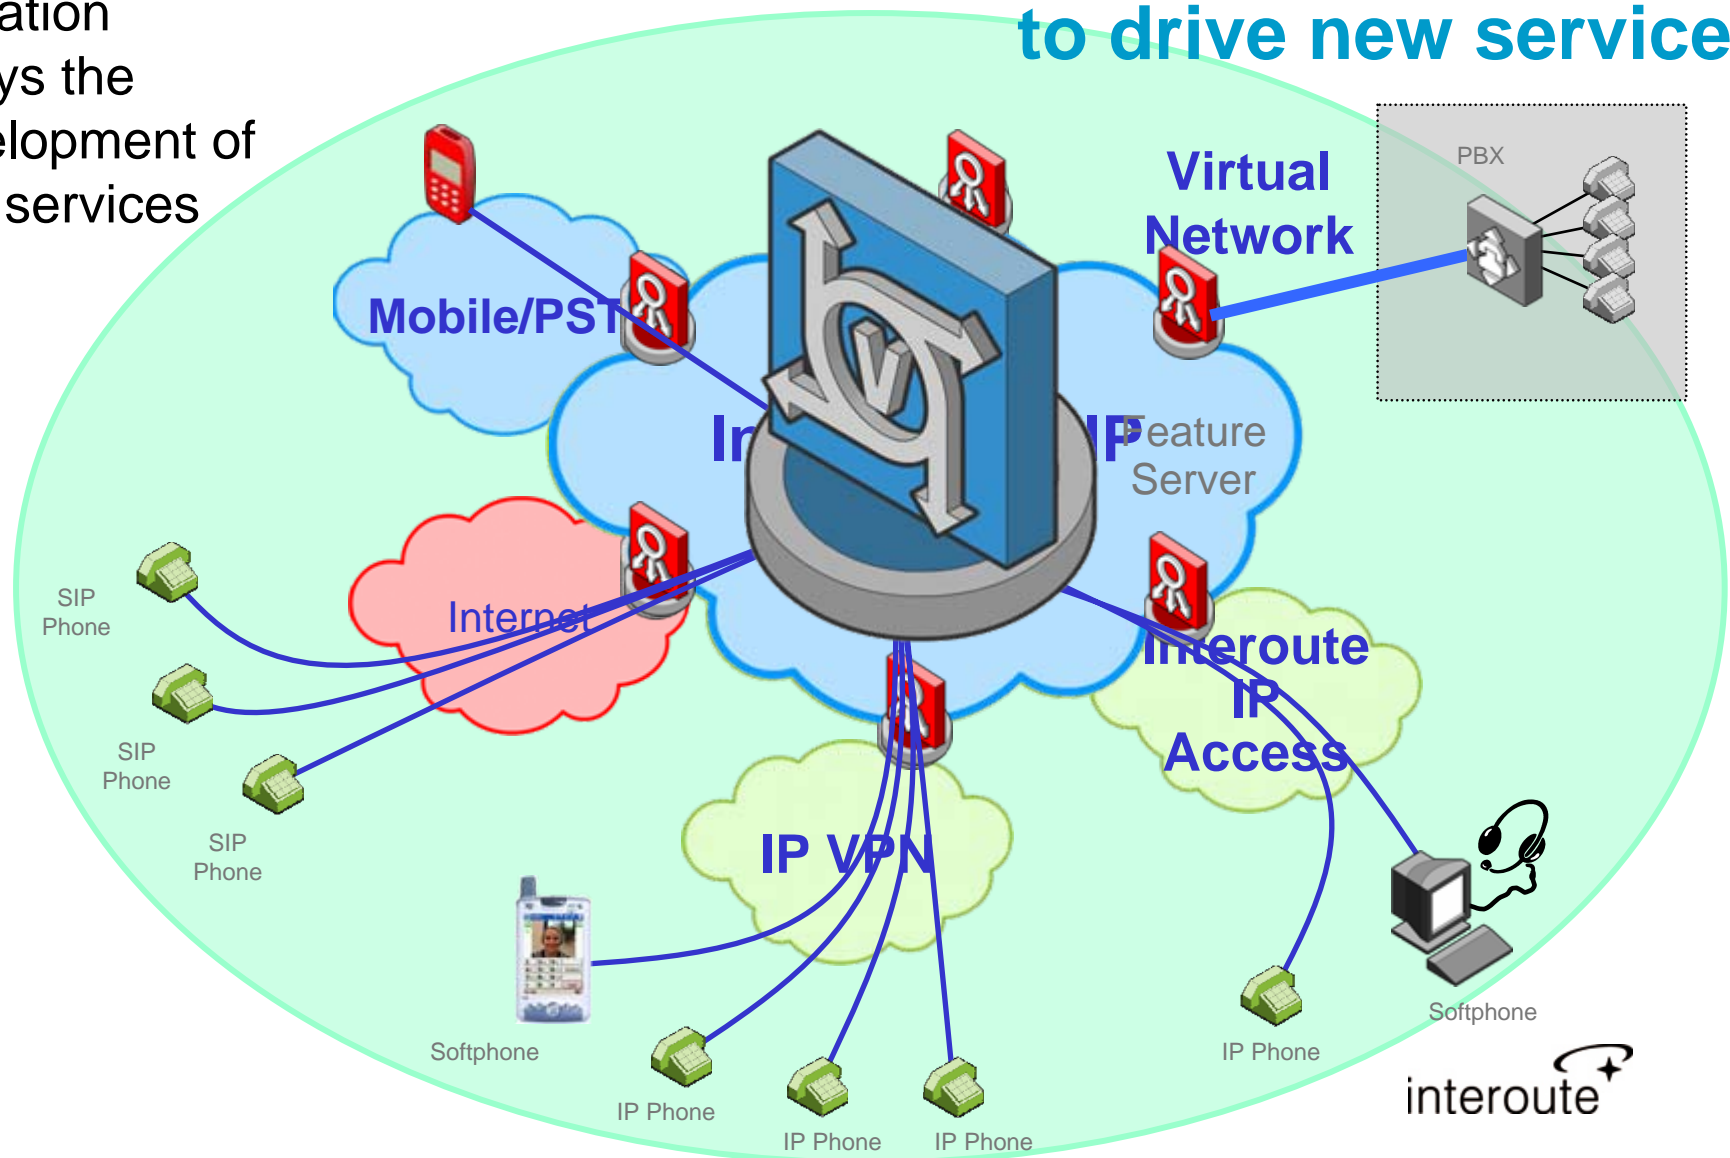 to drive new service
ys the
elopment of
services
PBX
Virtual
Network
Mobile/PST
IP
Feature
Server
SIP
Phone
Internet
Interoute
IP
Access
SIP
Phone
SIP
Phone
IP VPN
Softphone
IP Phone
IP Phone
IP Phone
IP Phone
Softphone
interoute